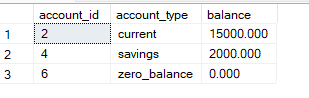 account_id account_type balance
1 2 current 15000.000
2 4 savings 2000.000
3 6 zero_balance 0.000